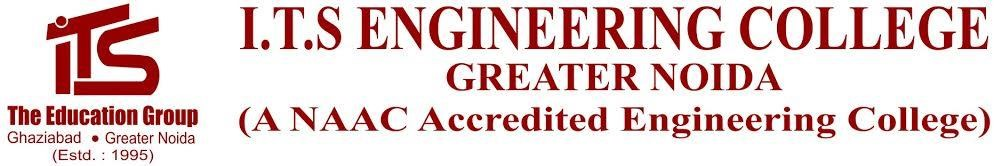 iTS
The Education Group
Ghaziabad • Greater Noida
(Estd. : 1995)
I.T.S ENGINEERING COLLEGE
GREATER NOIDA
(A NAAC Accredited Engineering College)